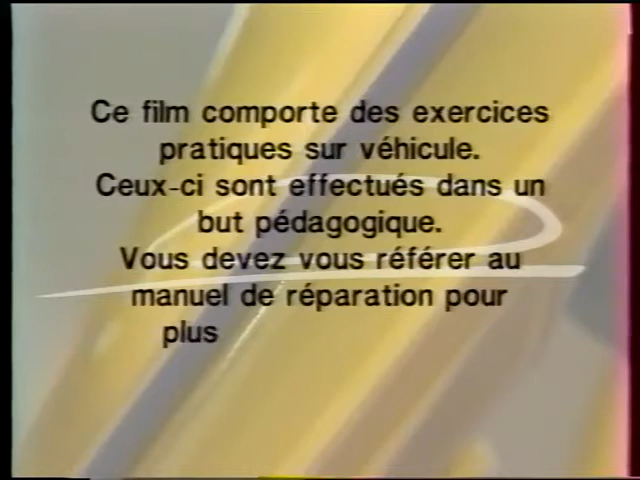 Ce film comporte des exercices
pratiques sur véhicule.
Ceux-ci sont effectués dans un
but pédagogique.
Vous devez vous référer au
manuel de réparation pour
plus